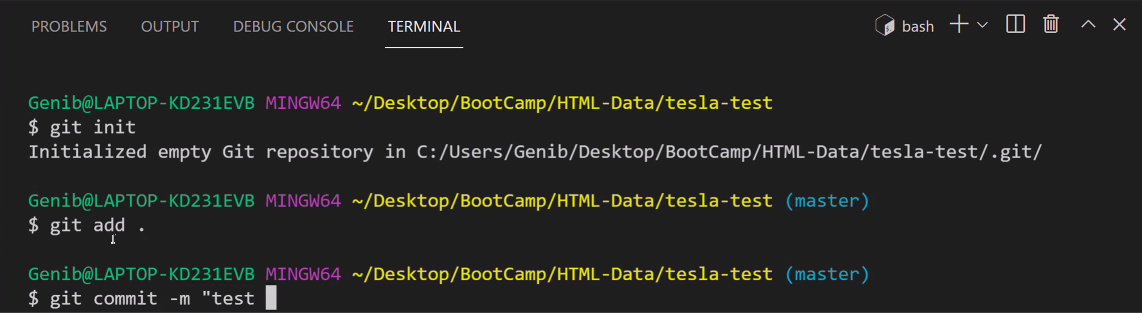 PROBLEMS OUTPUT DEBUG CONSOLE TERMINAL bash
Genib@LAPTOP-KD231EVB MINGW64 ~/Desktop/BootCamp/HTML-Data/tesla-test
$ git init
Initialized empty Git repository in C:/Users/Genib/Desktop/BootCamp/HTML-Data/tesla-test/.git/
Genib@LAPTOP-KD231EVB MINGW64 ~/Desktop/BootCamp/HTML-Data/tesla-test (master)
$ git add .
Genib@LAPTOP-KD231EVB MINGW64 ~/Desktop/BootCamp/HTML-Data/tesla-test (master)
$ git commit -m "test